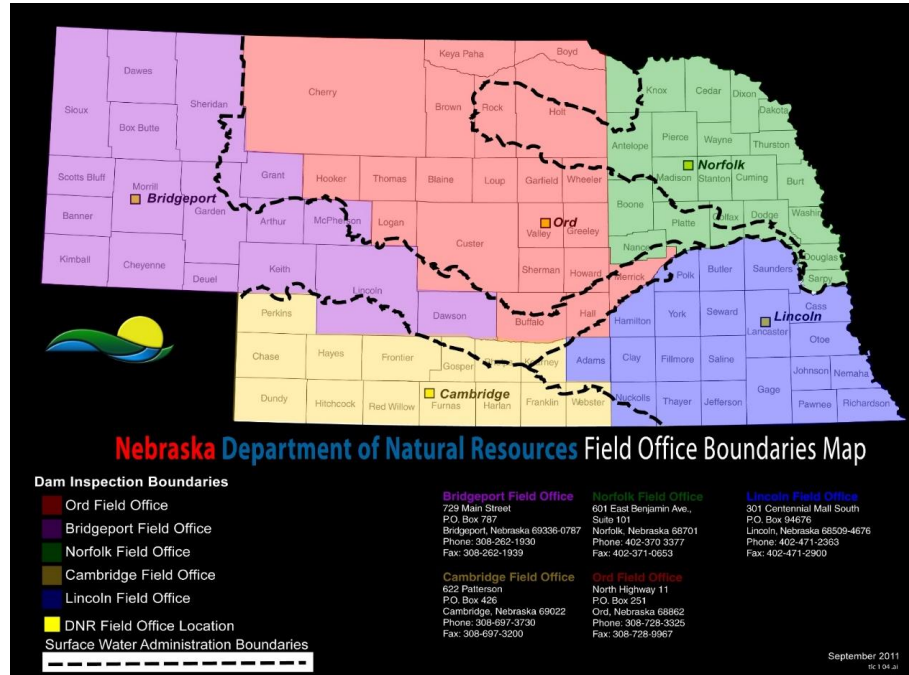 Keya Paha
Boyd
Dawes
Cherry
Knox
Cedar
Dixon
Sioux
Sheridan
Brown
Rock
Holt
Dakota
Box Butte
Antelope
Pierce
Wayne
Thurston
Scotts Bluff
Morrill
Bridgeport
Grant
Hooker
Thomas
Blaine
Loup
Garfield
Wheeler
Norfolk
Madison
Stanton
Cuming
Burt
Banner
Garden
Arthur
McPherson
Logan
Custer
Ord
Valley
Greeley
Boone
Platte
Colfax
Dodge
Kimball
Cheyenne
Deuel
Keith
Lincoln
Sherman
Howard
Nance
Merrick
Polk
Butler
Saunders
Douglas
Sarpy
Perkins
Dawson
Buffalo
Hall
Hamilton
York
Seward
Lincoln
Lancaster
Cass
Otoe
Chase
Hayes
Frontier
Gosper
Kearney
Adams
Clay
Fillmore
Saline
Gage
Johnson
Nemaha
Dundy
Hitchcock
Red Willow
Cambridge
Furnas
Harlan
Franklin
Webster
Nuckolls
Thayer
Jefferson
Pawnee
Richardson
Nebraska Department of Natural Resources Field Office Boundaries Map
Dam Inspection Boundaries
Ord Field Office
Bridgeport Field Office
Norfolk Field Office
Cambridge Field Office
Lincoln Field Office
DNR Field Office Location
Surface Water Administration Boundaries
Bridgeport Field Office
729 Main Street
P.O. Box 787
Bridgeport, Nebraska 69336-0787
Phone: 308-262-1930
Fax: 308-262-1939
Norfolk Field Office
601 East Benjamin Ave.,
Suite 101
Norfolk, Nebraska 68701
Phone: 402-370 3377
Fax: 402-371-0653
Lincoln Field Office
301 Centennial Mall South
P.O. Box 94676
Lincoln, Nebraska 68509-4676
Phone: 402-471-2363
Fax: 402-471-2900
Cambridge Field Office
622 Patterson
P.O. Box 426
Cambridge, Nebraska 69022
Phone: 308-697-3730
Fax: 308-697-3200
Ord Field Office
North Highway 11
P.O. Box 251
Ord, Nebraska 68862
Phone: 308-728-3325
Fax: 308-728-9967
September 2011